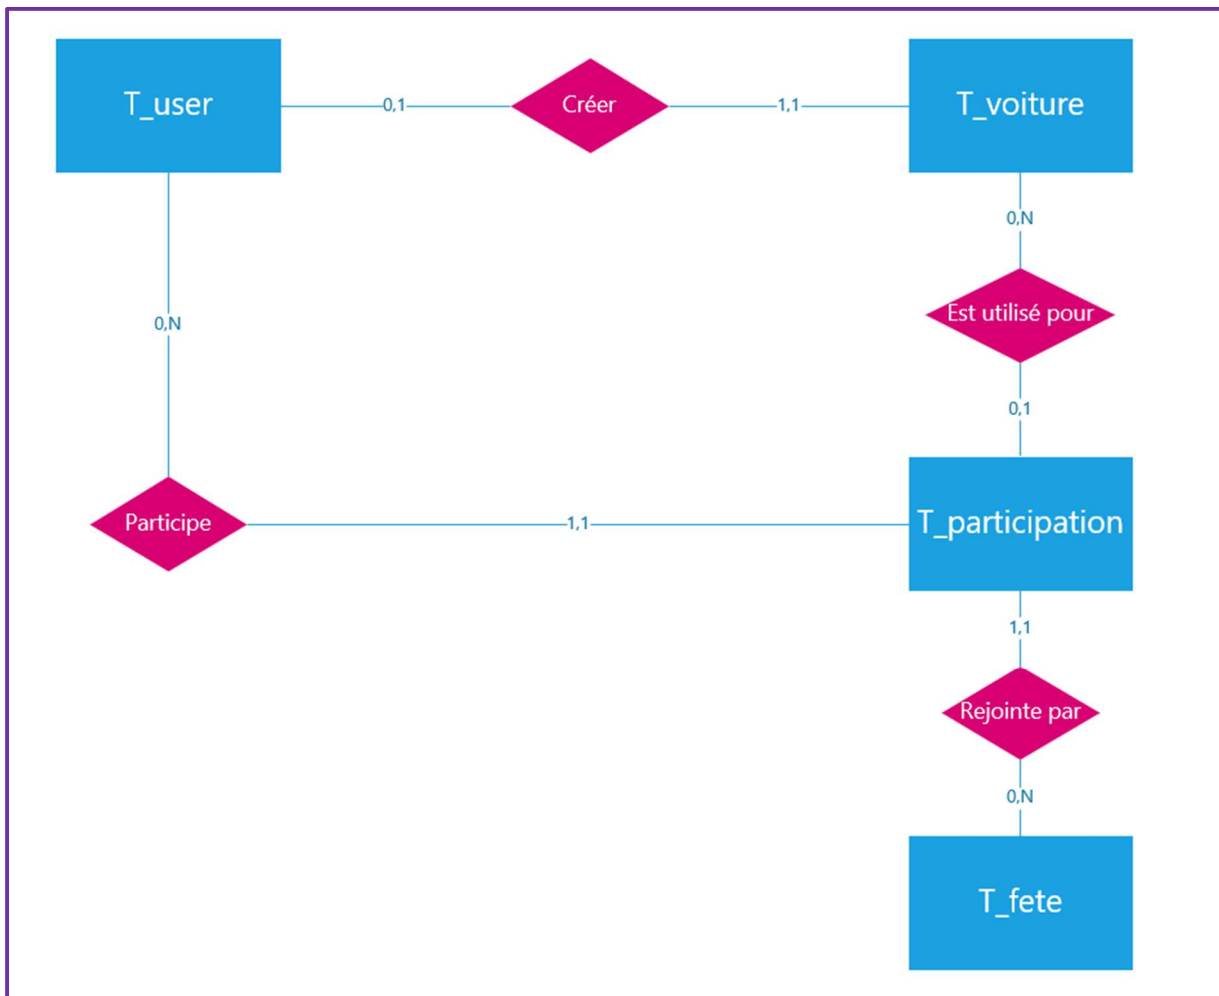 T_user
0,1
Créer
1,1
T_voiture
0,N
0,N
Est utilisé pour
0,1
Participe
1,1
T_participation
1,1
Rejointe par
0,N
T_fete